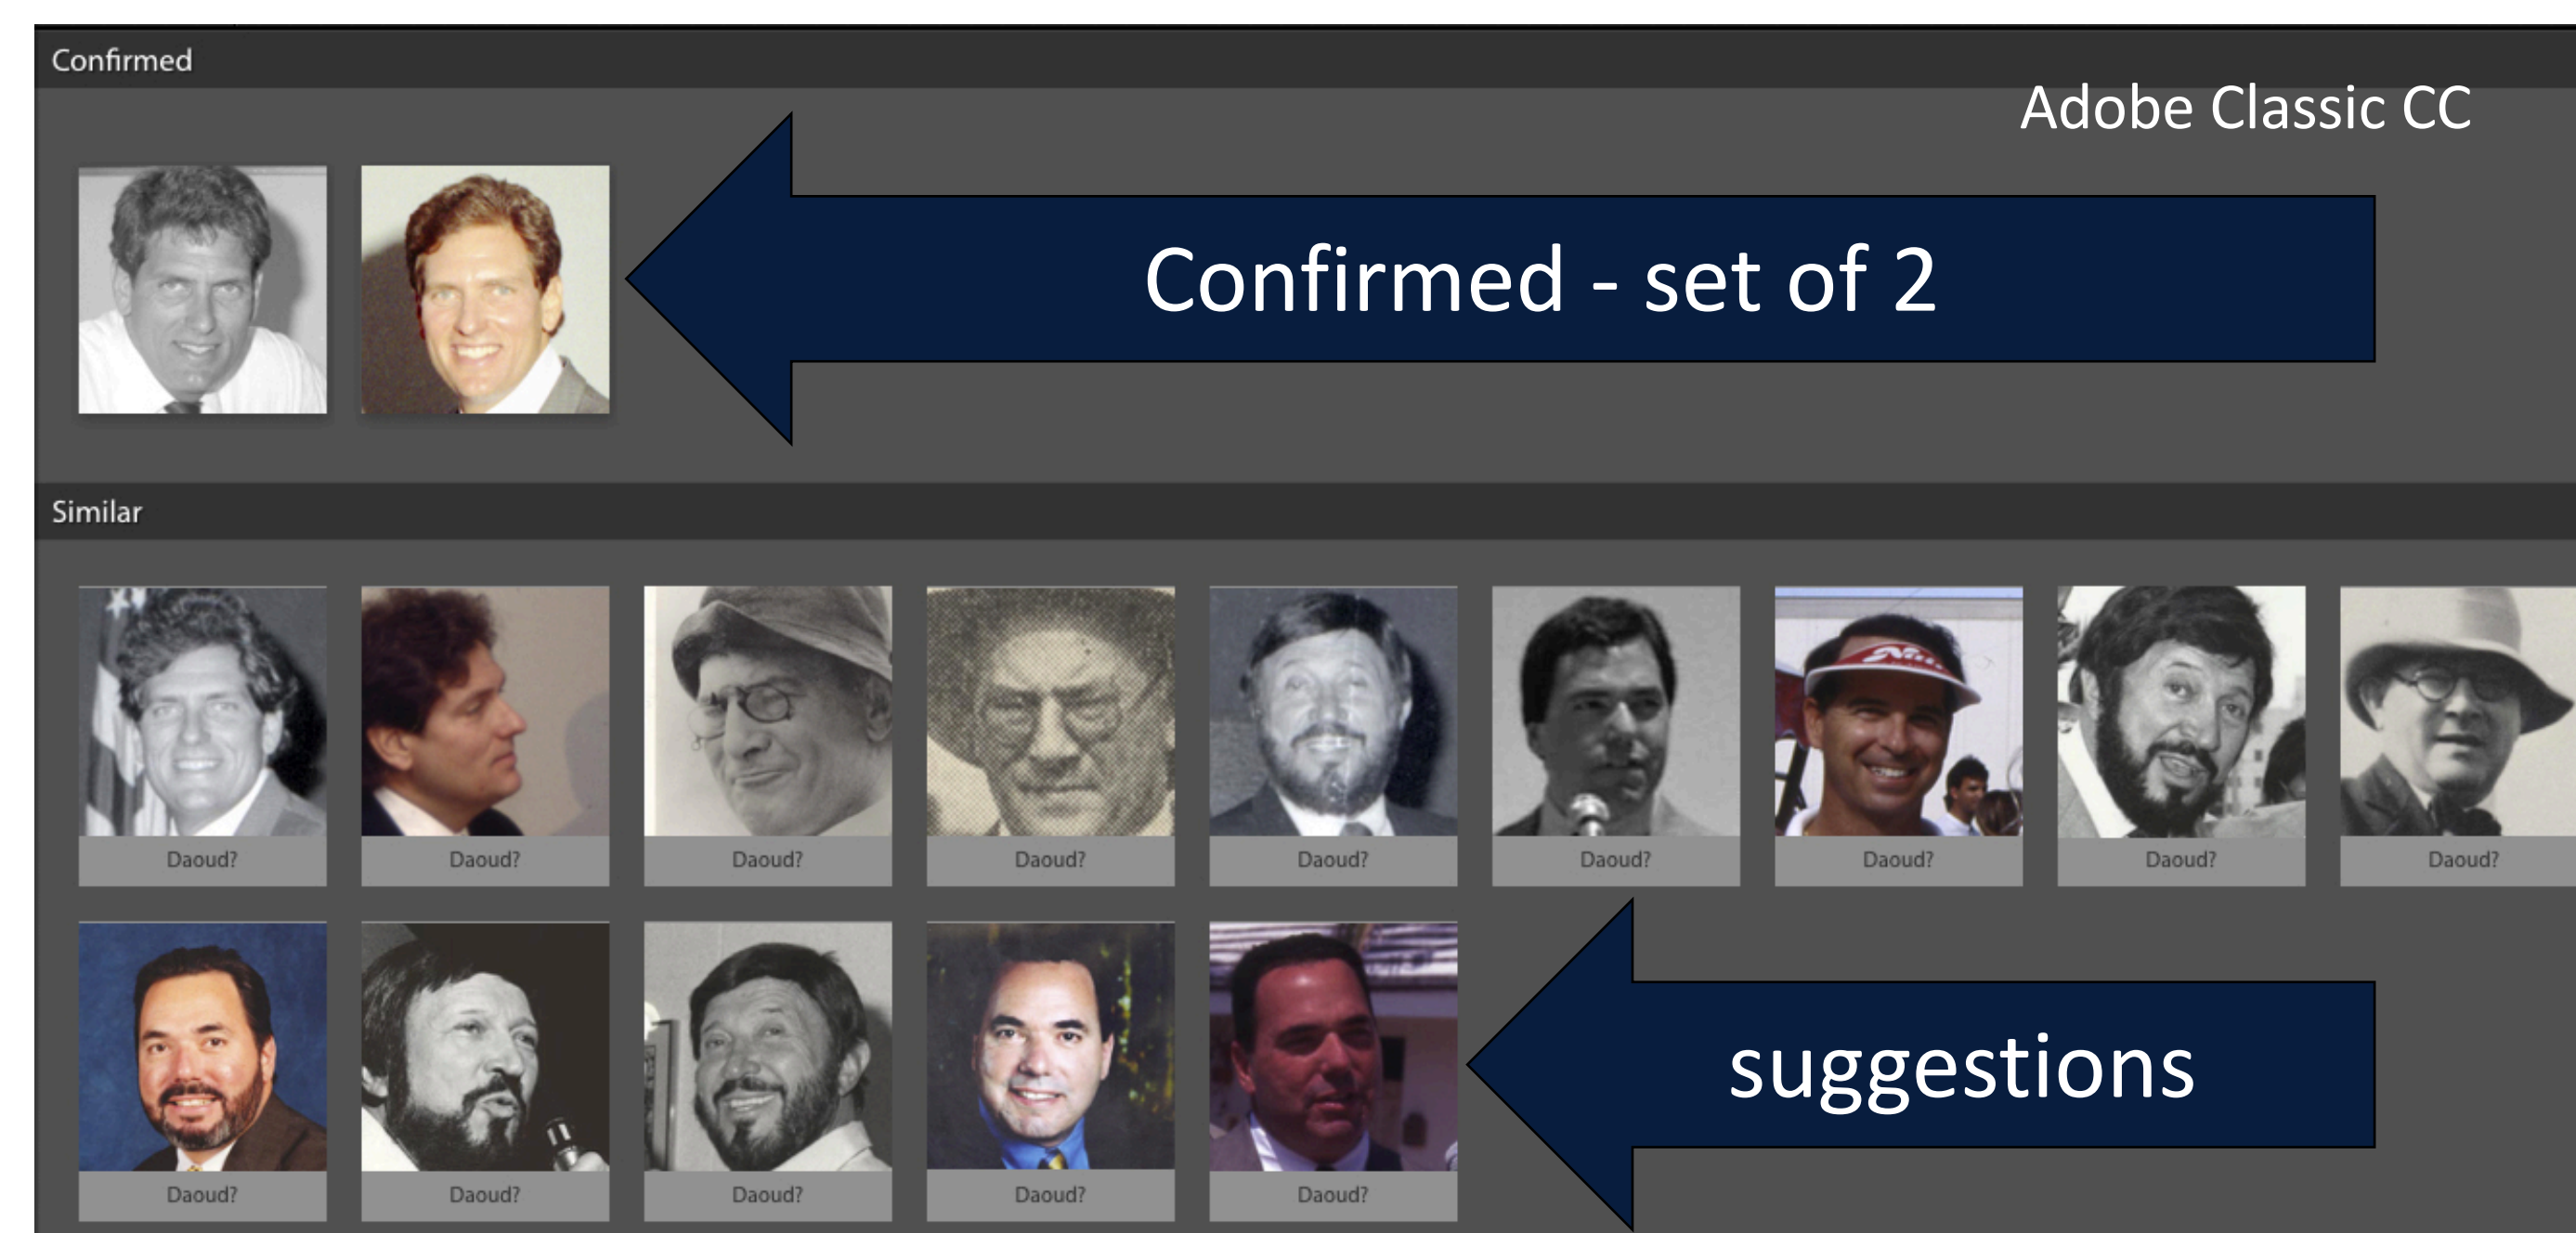 Confirmed
Adobe Classic CC
Confirmed - set of 2
Similar
Daoud? Daoud? Daoud? Daoud? Daoud? Daoud? Daoud? Daoud? Daoud?
Daoud? Daoud? Daoud? Daoud? Daoud?
suggestions